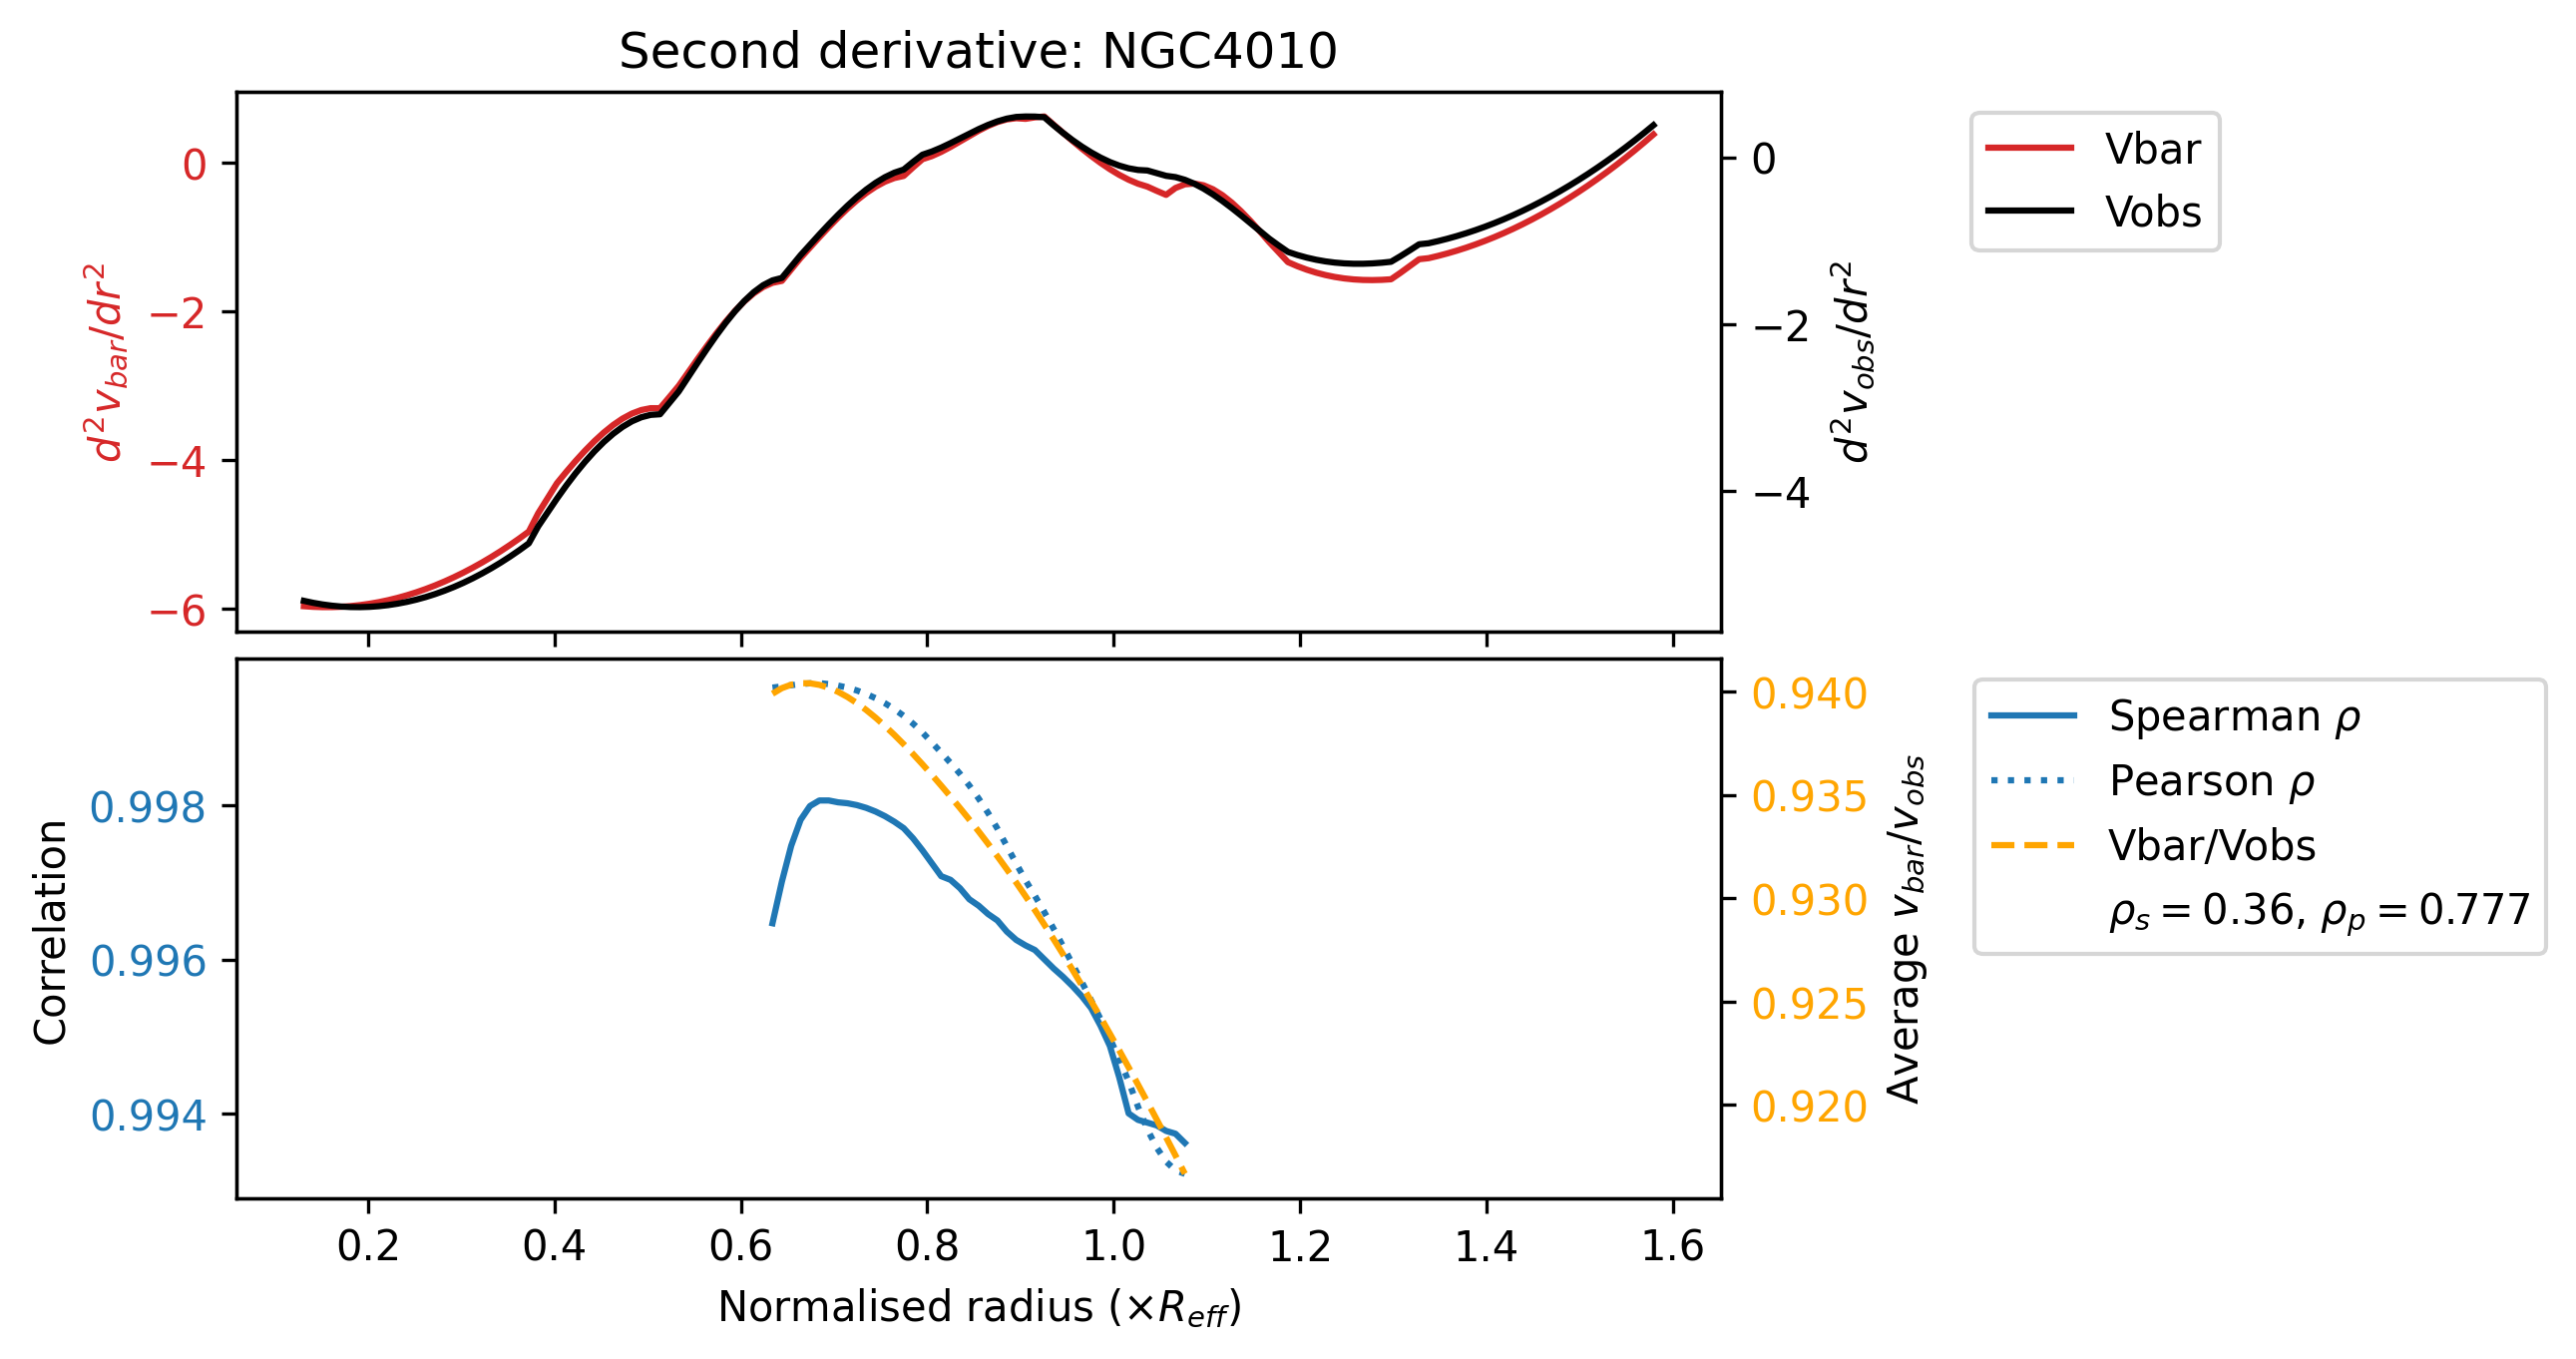 Second derivative: NGC4010
0
−2
−4
−6
d²v_bar/dr²
0
−2
−4
d²v_obs/dr²
Vbar
Vobs
0.998
0.996
0.994
Correlation
0.940
0.935
0.930
0.925
0.920
Average v_bar/v_obs
Spearman ρ
Pearson ρ
Vbar/Vobs
ρ_s = 0.36, ρ_p = 0.777
0.2 0.4 0.6 0.8 1.0 1.2 1.4 1.6
Normalised radius (×R_eff)